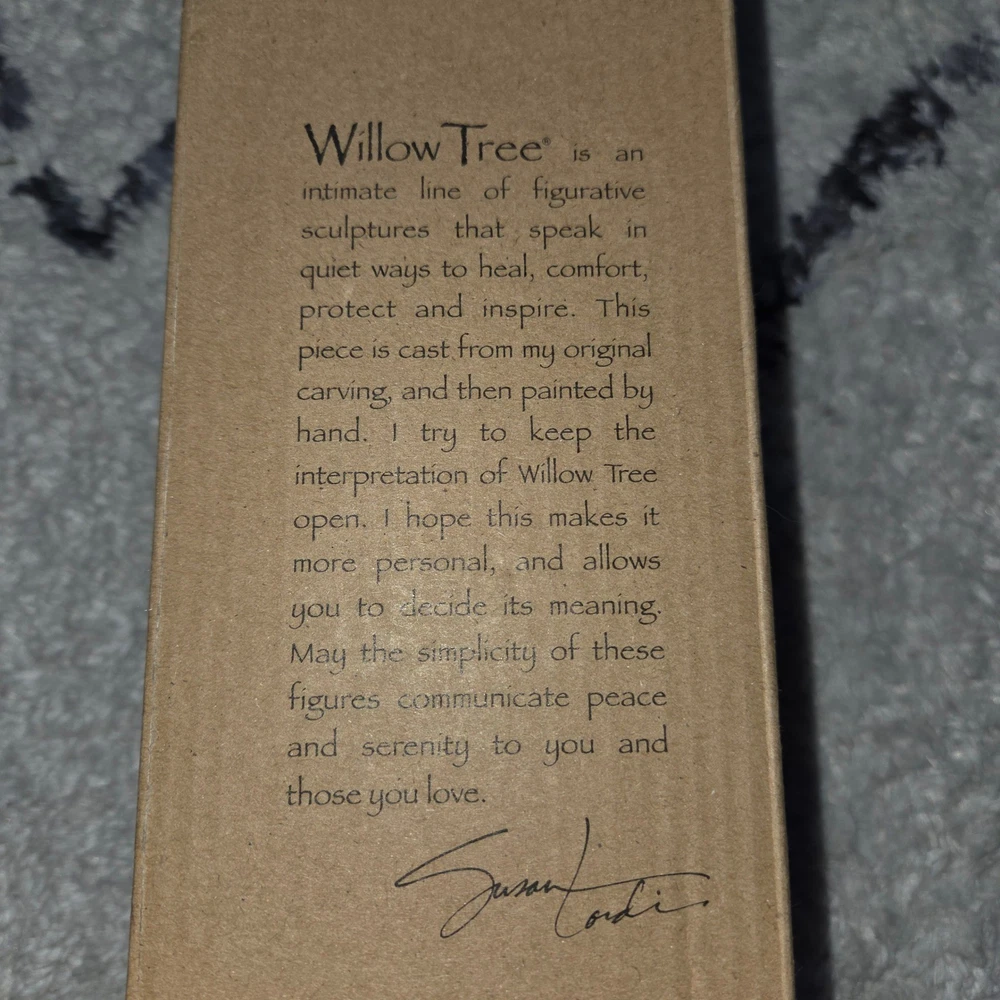 Willow Tree® is an
intimate line of figurative
sculptures that speak in
quiet ways to heal, comfort,
protect and inspire. This
piece is cast from my original
carving, and then painted by
hand. I try to keep the
interpretation of Willow Tree
open. I hope this makes it
more personal, and allows
you to decide its meaning.
May the simplicity of these
figures communicate peace
and serenity to you and
those you love.
Susan Lordi